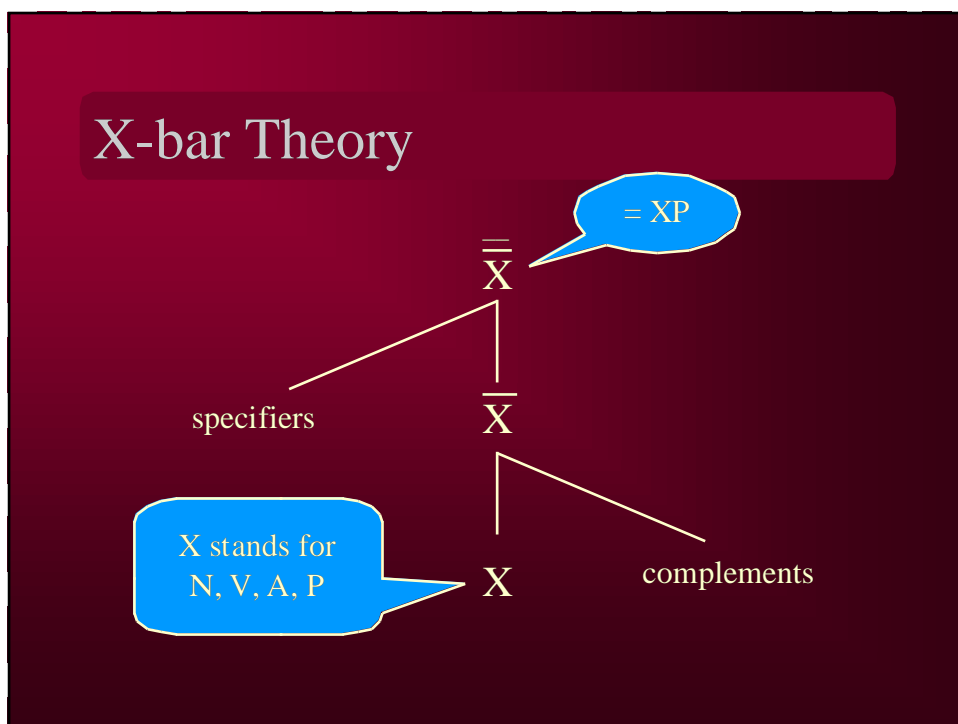 X-bar Theory
= XP
X̿
specifiers
X̅
X stands for
N, V, A, P
X
complements